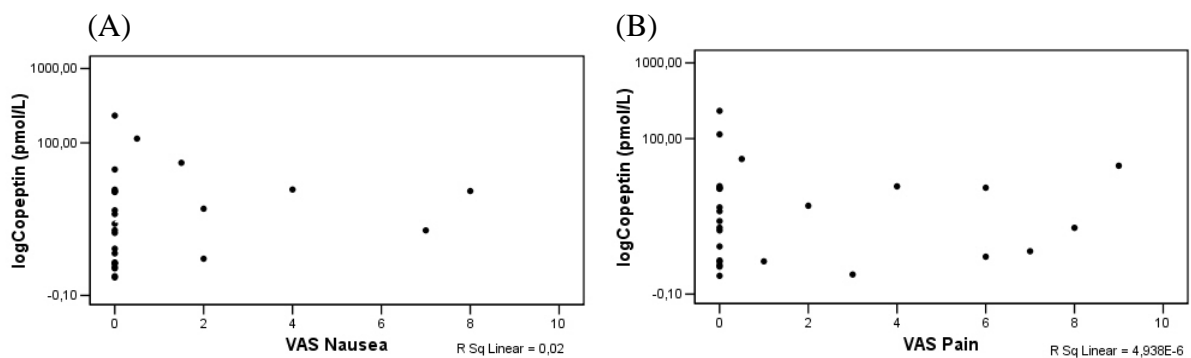 (A)
logCopeptin (pmol/L)
1000,00
100,00
-0,10
0 2 4 6 8 10
VAS Nausea
R Sq Linear = 0,02
(B)
logCopeptin (pmol/L)
1000,00
100,00
-0,10
0 2 4 6 8 10
VAS Pain
R Sq Linear = 4,938E-6